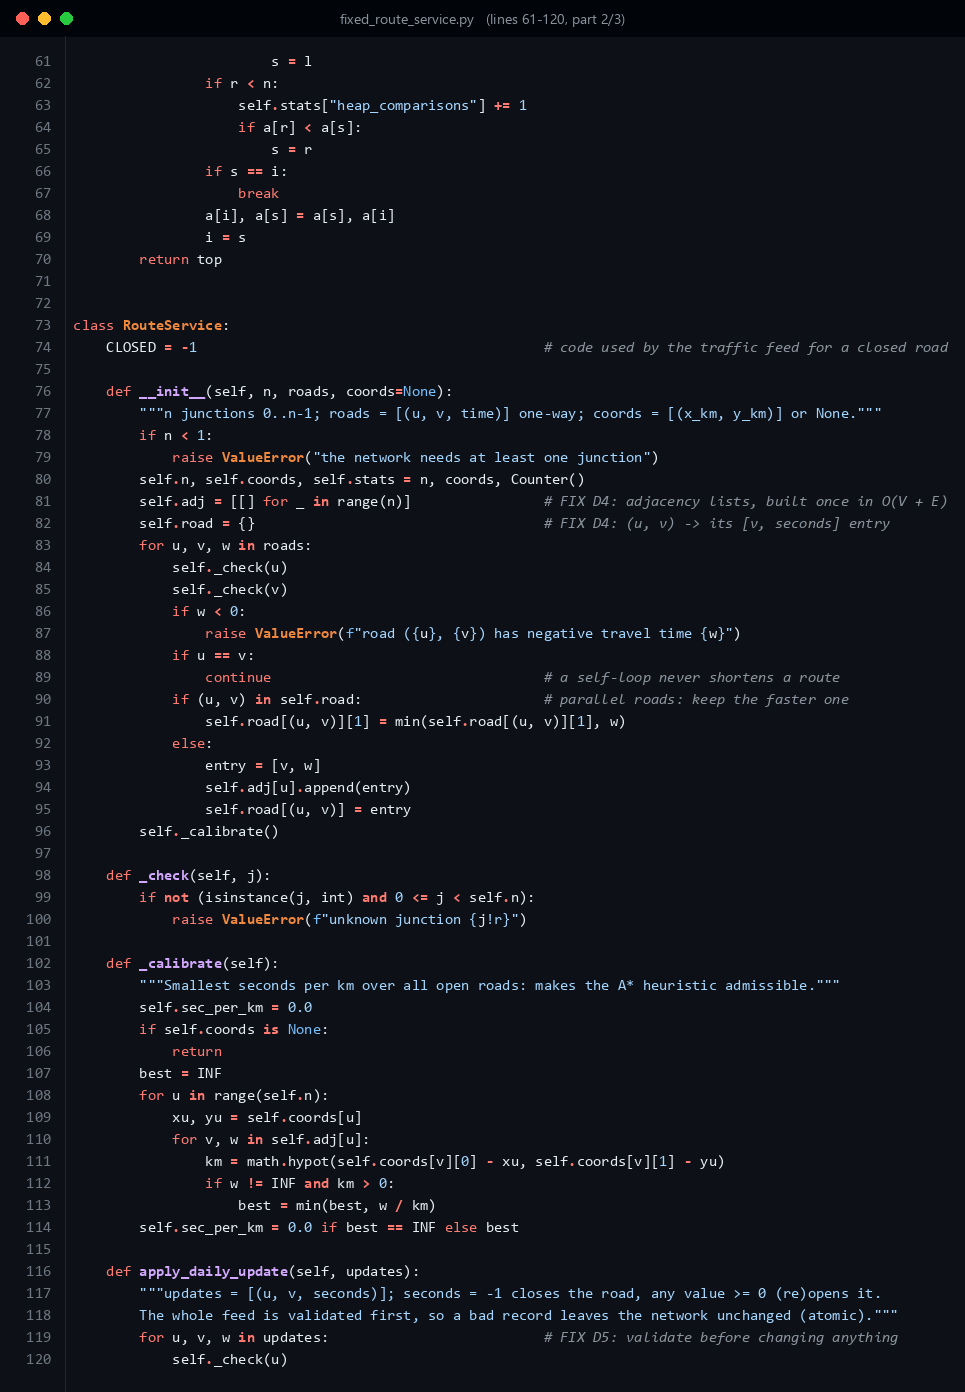 fixed_route_service.py (lines 61-120, part 2/3)
61                         s = l
62                 if r < n:
63                     self.stats["heap_comparisons"] += 1
64                     if a[r] < a[s]:
65                         s = r
66                 if s == i:
67                     break
68                 a[i], a[s] = a[s], a[i]
69                 i = s
70         return top
71
72
73 class RouteService:
74     CLOSED = -1                                          # code used by the traffic feed for a closed road
75
76     def __init__(self, n, roads, coords=None):
77         """n junctions 0..n-1; roads = [(u, v, time)] one-way; coords = [(x_km, y_km)] or None."""
78         if n < 1:
79             raise ValueError("the network needs at least one junction")
80         self.n, self.coords, self.stats = n, coords, Counter()
81         self.adj = [[] for _ in range(n)]                # FIX D4: adjacency lists, built once in O(V + E)
82         self.road = {}                                   # FIX D4: (u, v) -> its [v, seconds] entry
83         for u, v, w in roads:
84             self._check(u)
85             self._check(v)
86             if w < 0:
87                 raise ValueError(f"road ({u}, {v}) has negative travel time {w}")
88             if u == v:
89                 continue                                 # a self-loop never shortens a route
90             if (u, v) in self.road:                      # parallel roads: keep the faster one
91                 self.road[(u, v)][1] = min(self.road[(u, v)][1], w)
92             else:
93                 entry = [v, w]
94                 self.adj[u].append(entry)
95                 self.road[(u, v)] = entry
96         self._calibrate()
97
98     def _check(self, j):
99         if not (isinstance(j, int) and 0 <= j < self.n):
100             raise ValueError(f"unknown junction {j!r}")
101
102     def _calibrate(self):
103         """Smallest seconds per km over all open roads: makes the A* heuristic admissible."""
104         self.sec_per_km = 0.0
105         if self.coords is None:
106             return
107         best = INF
108         for u in range(self.n):
109             xu, yu = self.coords[u]
110             for v, w in self.adj[u]:
111                 km = math.hypot(self.coords[v][0] - xu, self.coords[v][1] - yu)
112                 if w != INF and km > 0:
113                     best = min(best, w / km)
114         self.sec_per_km = 0.0 if best == INF else best
115
116     def apply_daily_update(self, updates):
117         """updates = [(u, v, seconds)]; seconds = -1 closes the road, any value >= 0 (re)opens it.
118         The whole feed is validated first, so a bad record leaves the network unchanged (atomic)."""
119         for u, v, w in updates:                          # FIX D5: validate before changing anything
120             self._check(u)